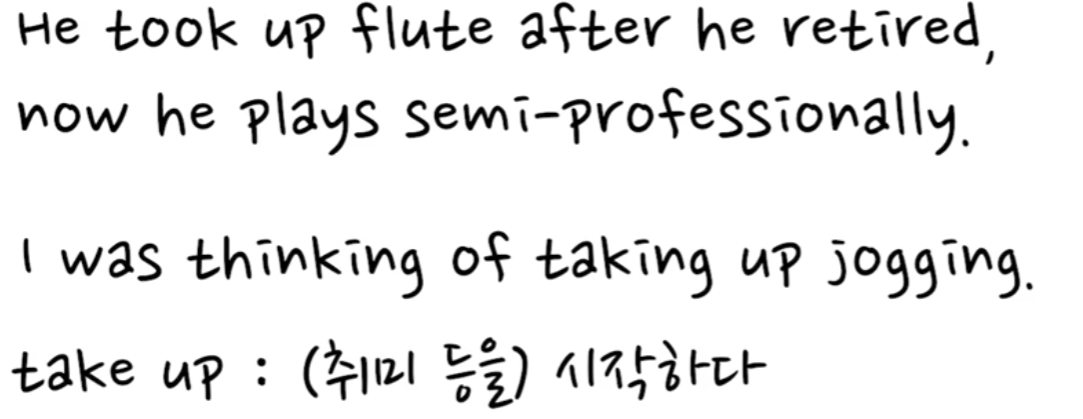 He took up flute after he retired,
now he plays semi-professionally.
I was thinking of taking up jogging.
take up : (취미 등을) 시작하다